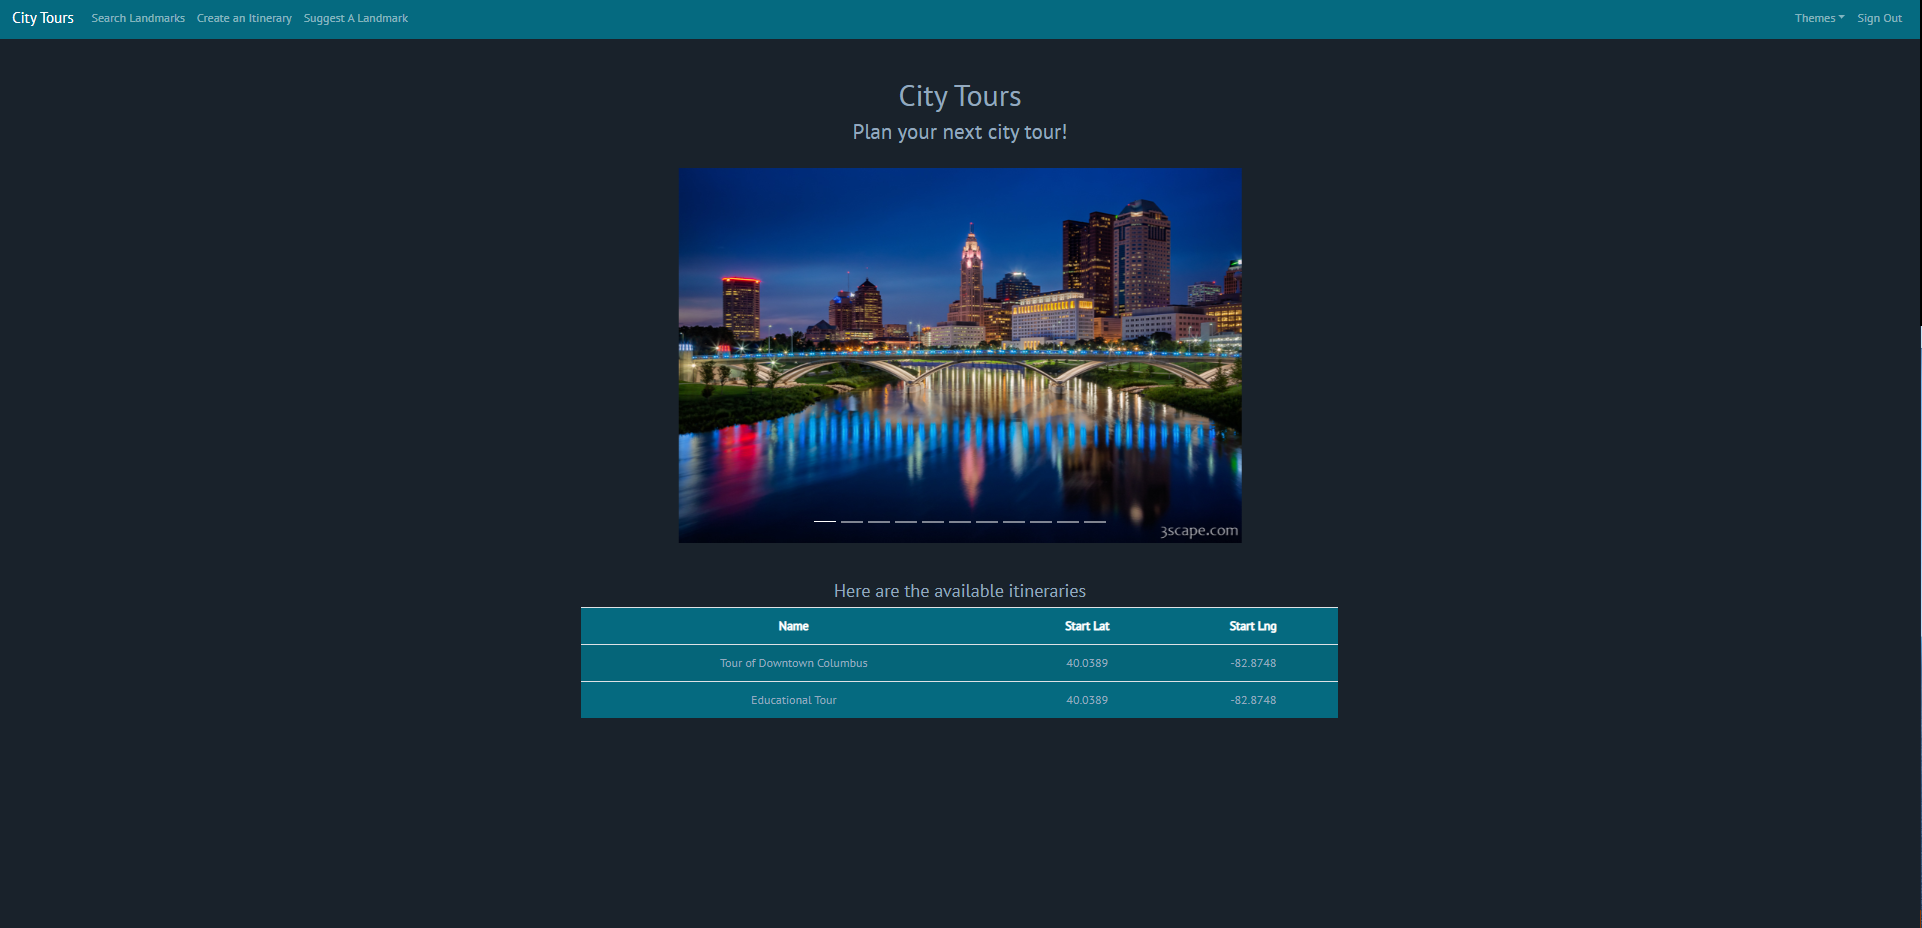 City Tours Search Landmarks Create an Itinerary Suggest A Landmark Themes Sign Out
City Tours
Plan your next city tour!
3scape.com
Here are the available itineraries
Name Start Lat Start Lng
Tour of Downtown Columbus 40.0389 -82.8748
Educational Tour 40.0389 -82.8748